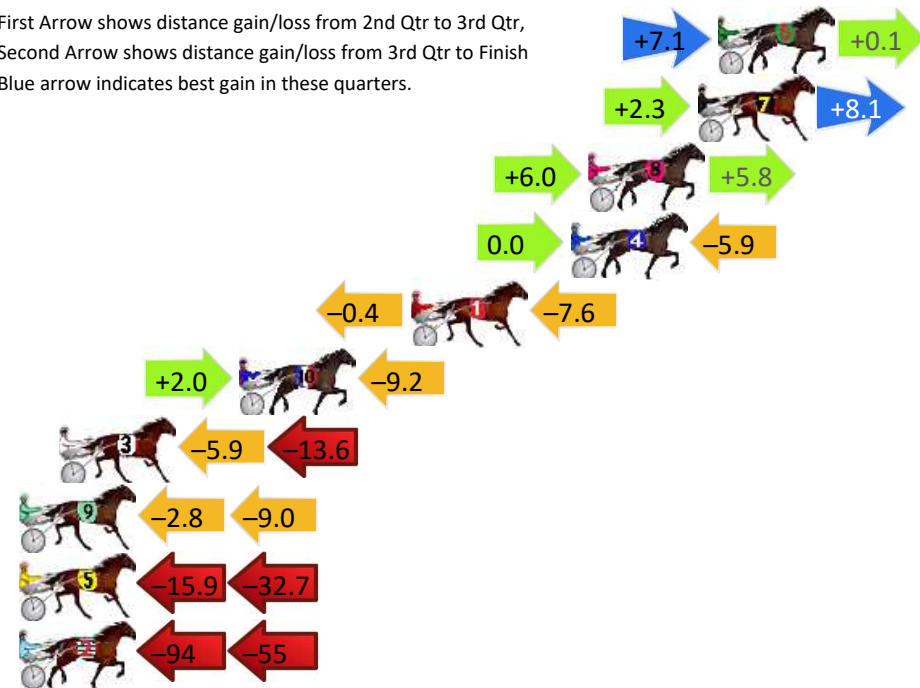 First Arrow shows distance gain/loss from 2nd Qtr to 3rd Qtr,
Second Arrow shows distance gain/loss from 3rd Qtr to Finish
Blue arrow indicates best gain in these quarters.
+7.1 6 +0.1
+2.3 7 +8.1
+6.0 8 +5.8
0.0 4 –5.9
–0.4 1 –7.6
+2.0 10 –9.2
3 –5.9 –13.6
9 –2.8 –9.0
5 –15.9 –32.7
2 –94 –55